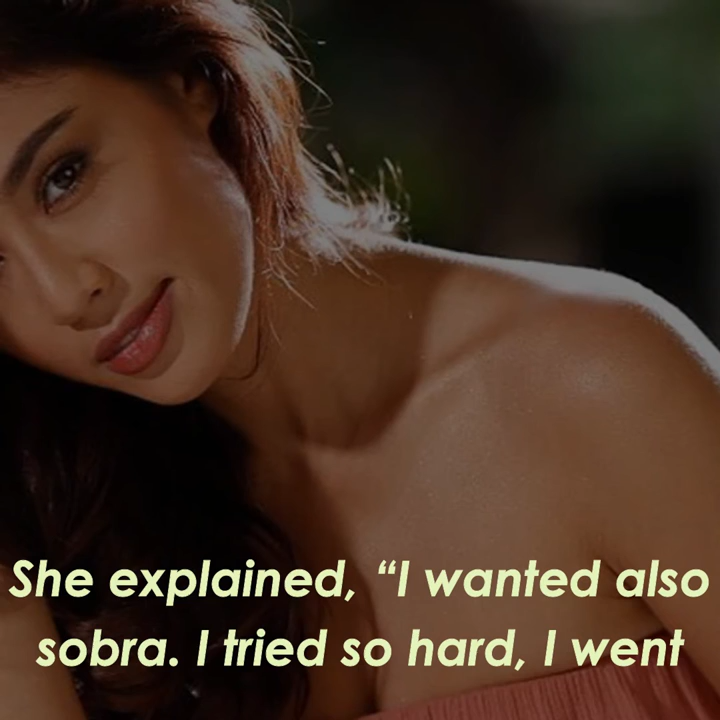 She explained, “I wanted also
sobra. I tried so hard, I went